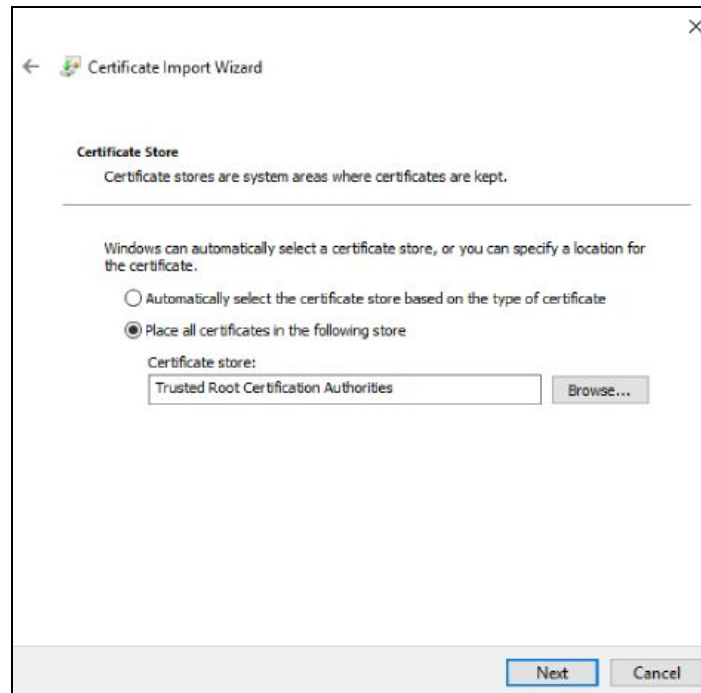 Certificate Import Wizard
Certificate Store
Certificate stores are system areas where certificates are kept.
Windows can automatically select a certificate store, or you can specify a location for
the certificate.
Automatically select the certificate store based on the type of certificate
Place all certificates in the following store
Certificate store:
Trusted Root Certification Authorities
Browse...
Next
Cancel